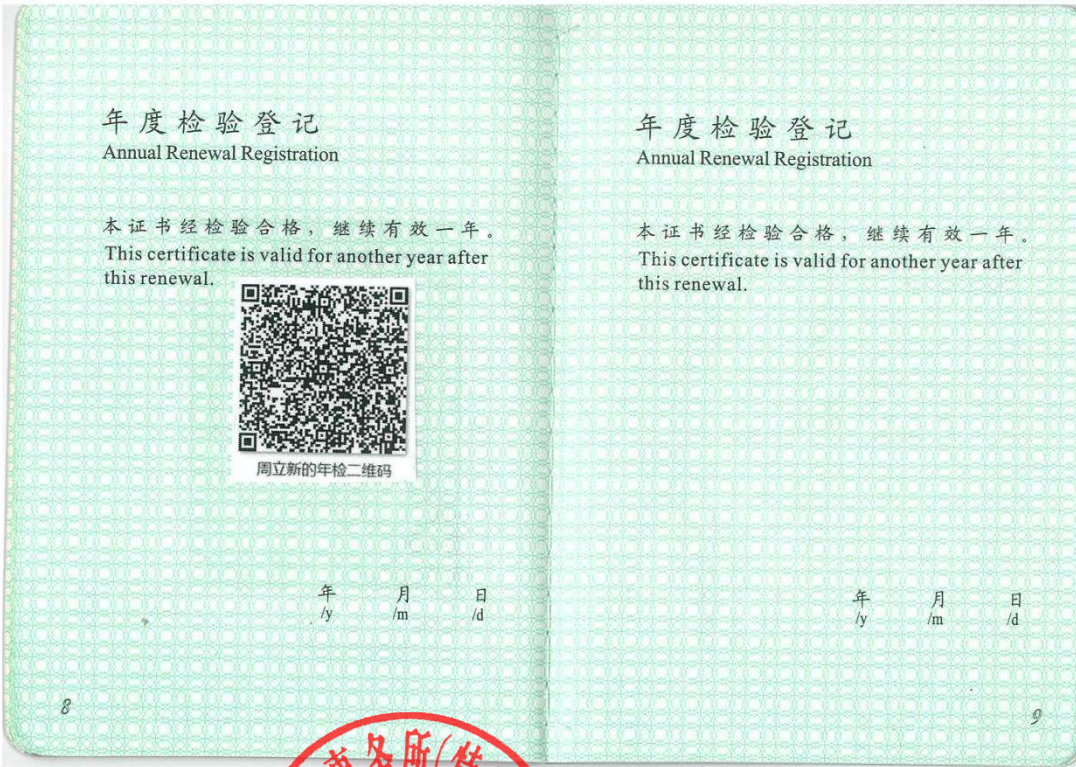 年度检验登记
Annual Renewal Registration
本证书经检验合格，继续有效一年。
This certificate is valid for another year after
this renewal.
周立新的年检二维码
年 月 日
/y /m /d
8
年度检验登记
Annual Renewal Registration
本证书经检验合格，继续有效一年。
This certificate is valid for another year after
this renewal.
年 月 日
/y /m /d
9
务所(特